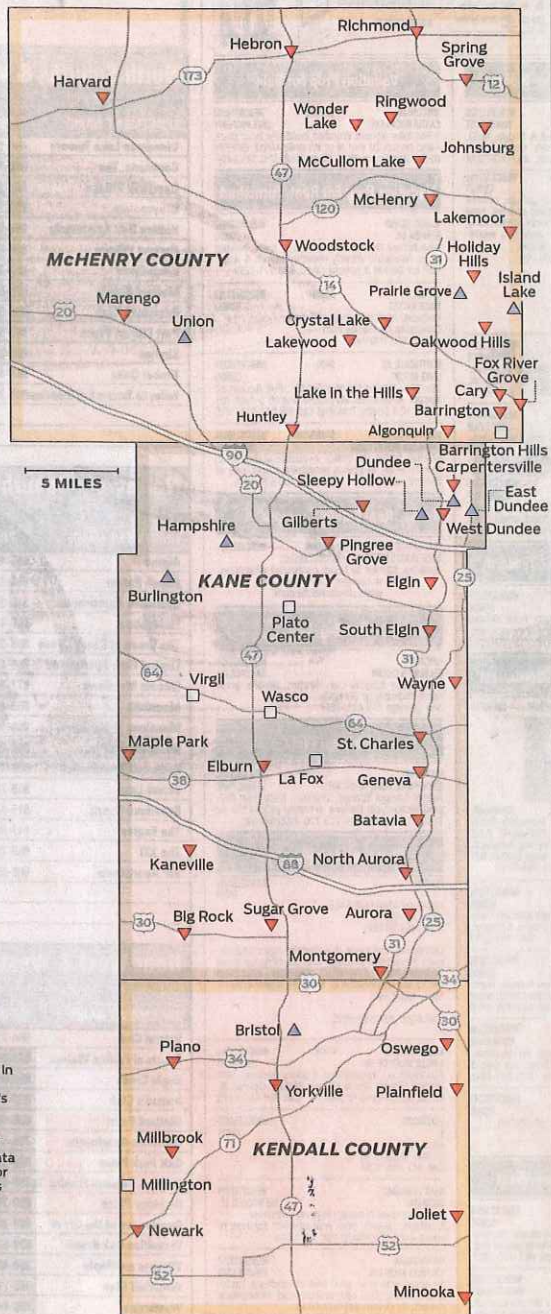 Richmond
Hebron
Spring
Grove
Harvard
173
12
Wonder
Lake
Ringwood
Johnsburg
McCullom Lake
47
120
McHenry
Lakemoor
Woodstock
31
Holiday
Hills
McHENRY COUNTY
14
Prairie Grove
Island
Lake
20
Marengo
Union
Crystal Lake
Lakewood
Oakwood Hills
Fox River
Grove
Lake in the Hills
Cary
Barrington
Huntley
Algonquin
90
Barrington Hills
5 MILES
20
Dundee
Carpentersville
Sleepy Hollow
East
Dundee
Hampshire
Gilberts
West Dundee
Pingree
Grove
Burlington
KANE COUNTY
Elgin
25
Plato
Center
South Elgin
47
31
64
Virgil
Wayne
Wasco
64
Maple Park
St. Charles
Elburn
La Fox
38
Geneva
Batavia
Kaneville
88
North Aurora
30
Big Rock
Sugar Grove
Aurora
25
31
Montgomery
30
34
Bristol
30
Plano
34
Oswego
Yorkville
Plainfield
Millbrook
71
KENDALL COUNTY
Millington
47
Joliet
Newark
52
52
Minooka
in
's
ata
or
s